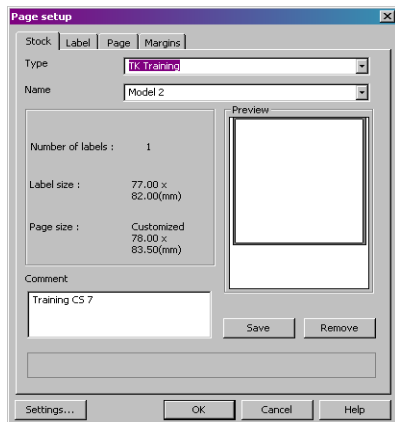 Page setup
Stock Label Page Margins
Type TK Training
Name Model 2
Preview
Number of labels : 1
Label size : 77.00 x
82.00(mm)
Page size : Customized
78.00 x
83.50(mm)
Comment
Training CS 7
Save Remove
Settings... OK Cancel Help